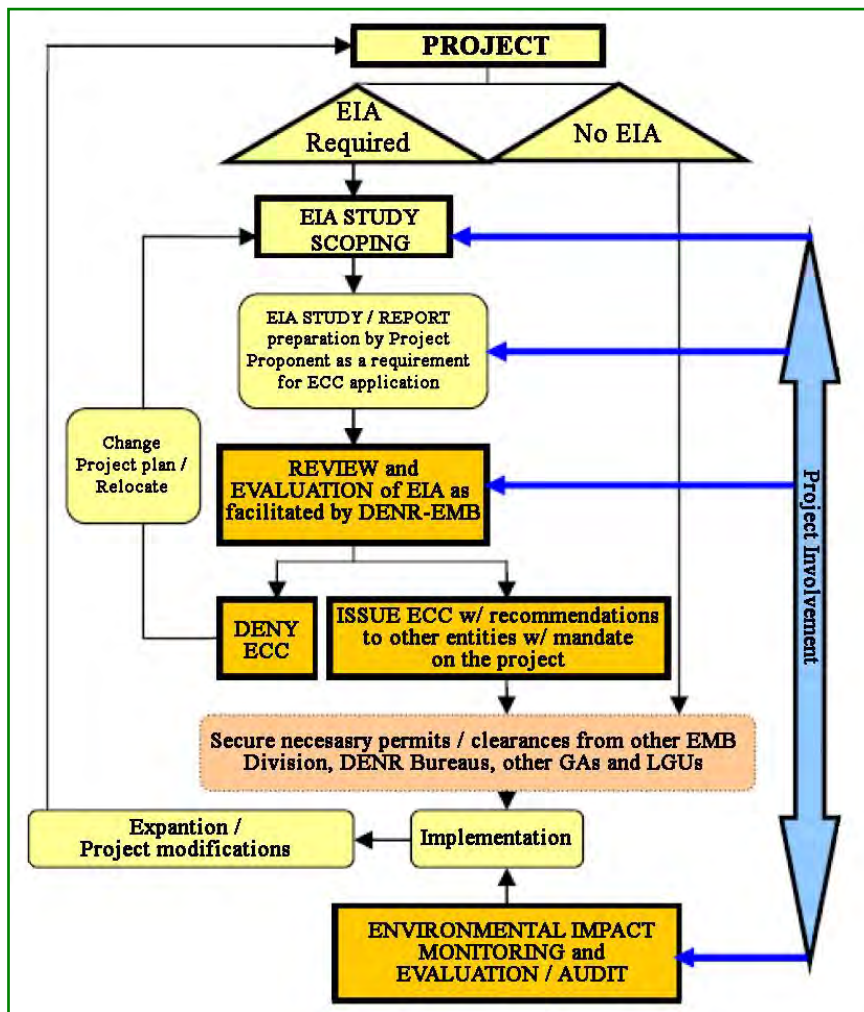 PROJECT
EIA
Required
No EIA
EIA STUDY
SCOPING
EIA STUDY / REPORT
preparation by Project
Proponent as a requirement
for ECC application
Change
Project plan /
Relocate
REVIEW and
EVALUATION of EIA as
facilitated by DENR-EMB
DENY
ECC
ISSUE ECC w/ recommendations
to other entities w/ mandate
on the project
Project Involvement
Secure necesasry permits / clearances from other EMB
Division, DENR Bureaus, other GAs and LGUs
Expantion /
Project modifications
Implementation
ENVIRONMENTAL IMPACT
MONITORING and
EVALUATION / AUDIT